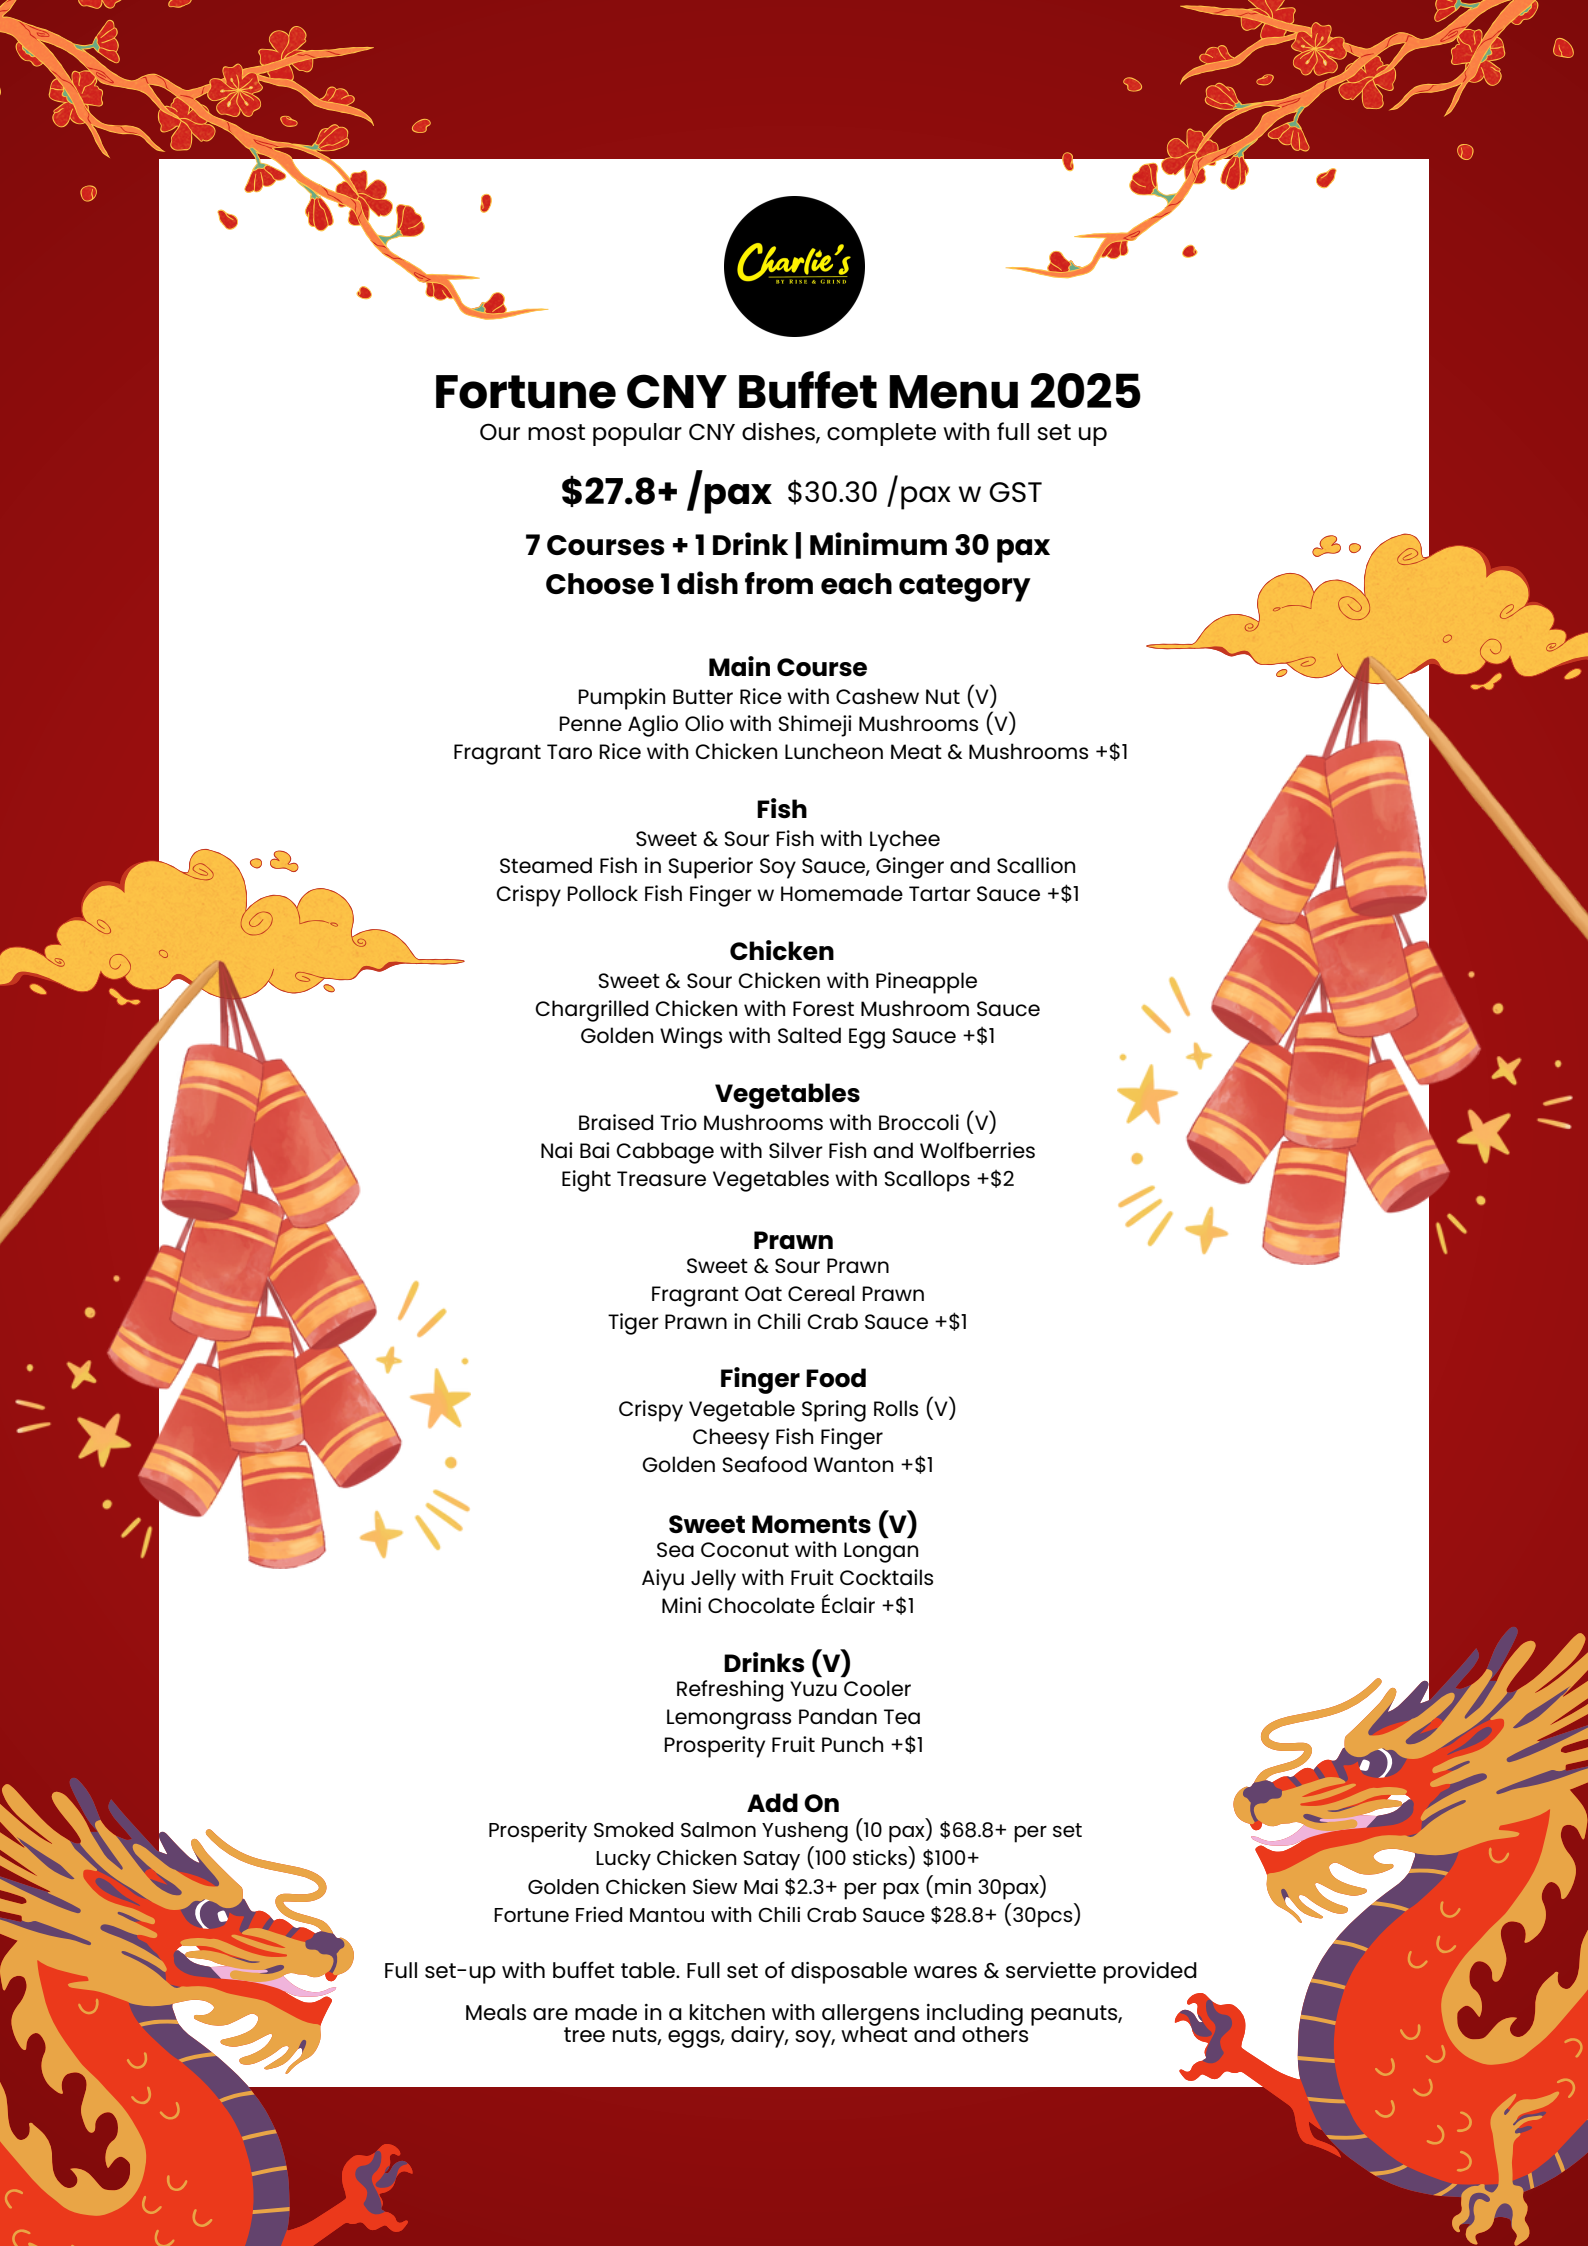 Charlie's
BY RISE & GRIND
Fortune CNY Buffet Menu 2025
Our most popular CNY dishes, complete with full set up
$27.8+ /pax $30.30 /pax w GST
7 Courses + 1 Drink | Minimum 30 pax
Choose 1 dish from each category
Main Course
Pumpkin Butter Rice with Cashew Nut (V)
Penne Aglio Olio with Shimeji Mushrooms (V)
Fragrant Taro Rice with Chicken Luncheon Meat & Mushrooms +$1
Fish
Sweet & Sour Fish with Lychee
Steamed Fish in Superior Soy Sauce, Ginger and Scallion
Crispy Pollock Fish Finger w Homemade Tartar Sauce +$1
Chicken
Sweet & Sour Chicken with Pineapple
Chargrilled Chicken with Forest Mushroom Sauce
Golden Wings with Salted Egg Sauce +$1
Vegetables
Braised Trio Mushrooms with Broccoli (V)
Nai Bai Cabbage with Silver Fish and Wolfberries
Eight Treasure Vegetables with Scallops +$2
Prawn
Sweet & Sour Prawn
Fragrant Oat Cereal Prawn
Tiger Prawn in Chili Crab Sauce +$1
Finger Food
Crispy Vegetable Spring Rolls (V)
Cheesy Fish Finger
Golden Seafood Wanton +$1
Sweet Moments (V)
Sea Coconut with Longan
Aiyu Jelly with Fruit Cocktails
Mini Chocolate Éclair +$1
Drinks (V)
Refreshing Yuzu Cooler
Lemongrass Pandan Tea
Prosperity Fruit Punch +$1
Add On
Prosperity Smoked Salmon Yusheng (10 pax) $68.8+ per set
Lucky Chicken Satay (100 sticks) $100+
Golden Chicken Siew Mai $2.3+ per pax (min 30pax)
Fortune Fried Mantou with Chili Crab Sauce $28.8+ (30pcs)
Full set-up with buffet table. Full set of disposable wares & serviette provided
Meals are made in a kitchen with allergens including peanuts,
tree nuts, eggs, dairy, soy, wheat and others